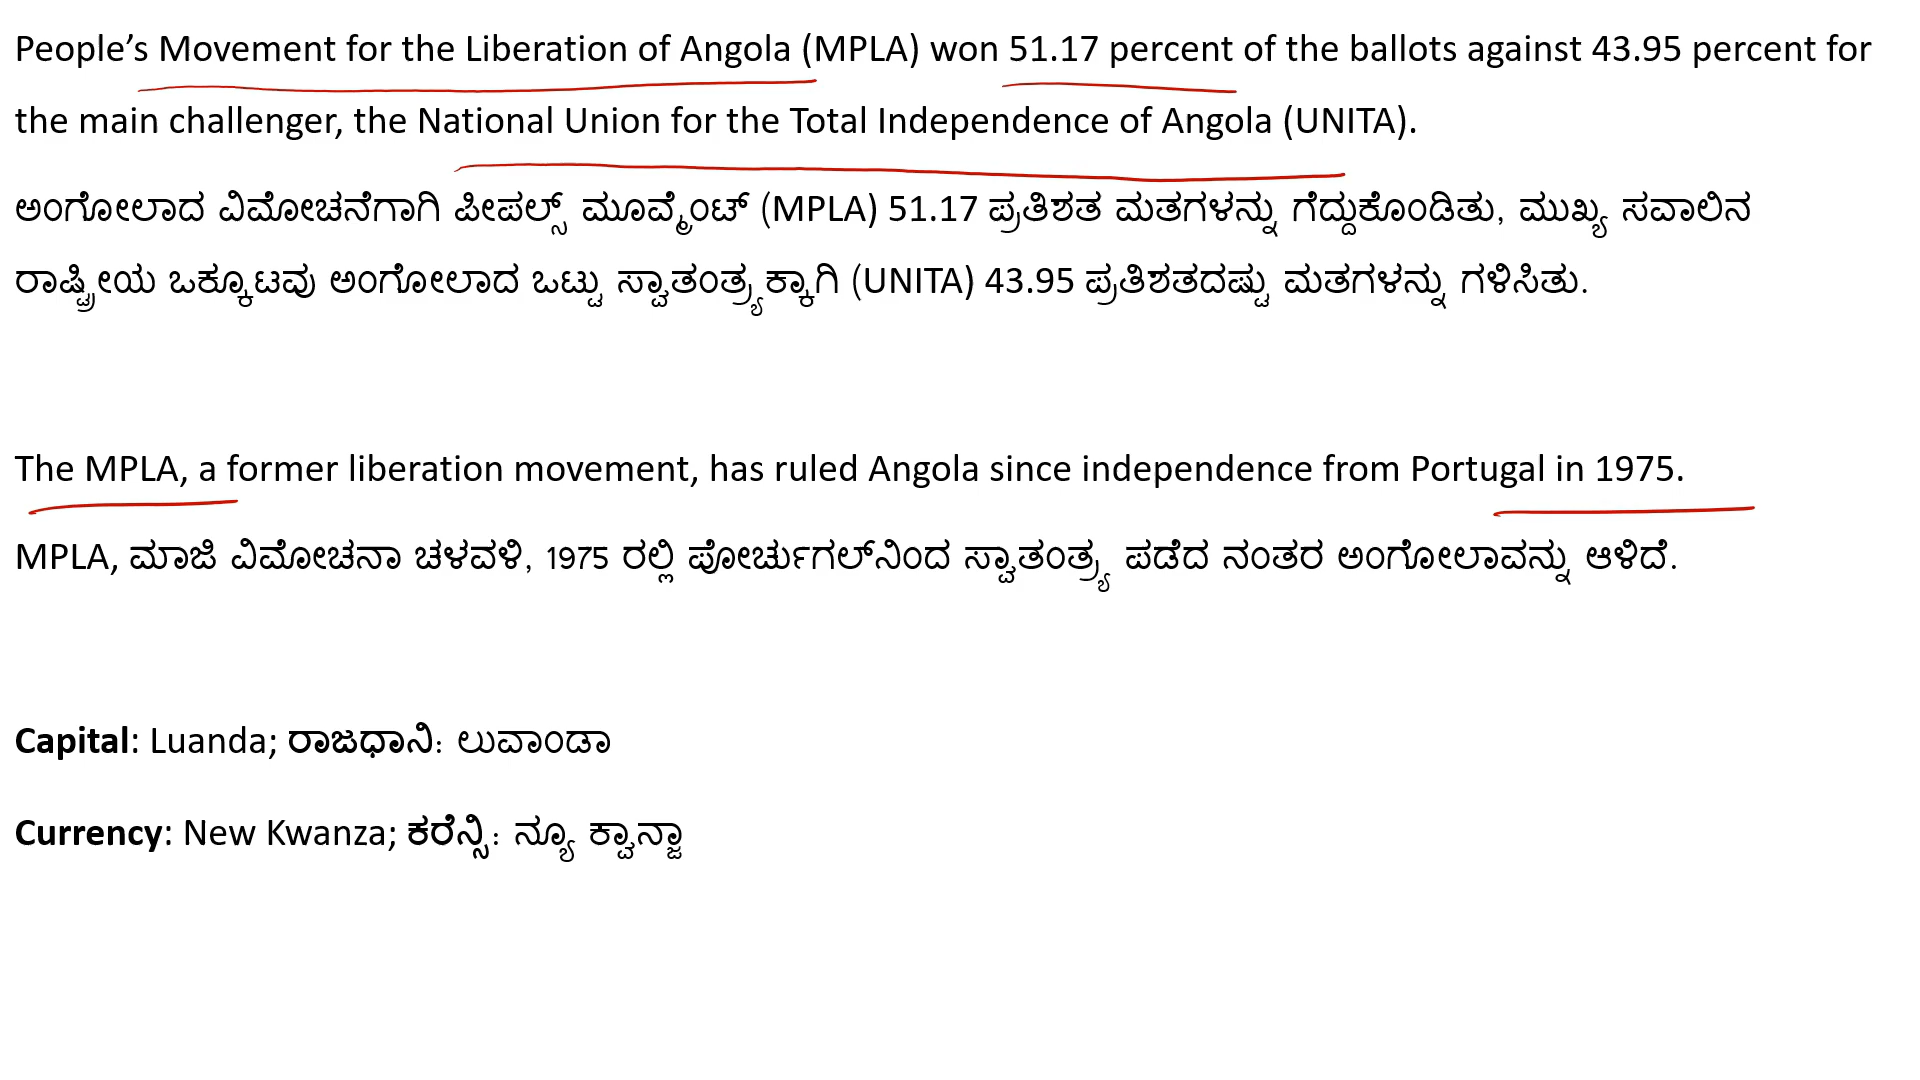 People’s Movement for the Liberation of Angola (MPLA) won 51.17 percent of the ballots against 43.95 percent for
the main challenger, the National Union for the Total Independence of Angola (UNITA).
ಅಂಗೋಲಾದ ವಿಮೋಚನೆಗಾಗಿ ಪೀಪಲ್ಸ್ ಮೂವ್ಮೆಂಟ್ (MPLA) 51.17 ಪ್ರತಿಶತ ಮತಗಳನ್ನು ಗೆದ್ದುಕೊಂಡಿತು, ಮುಖ್ಯ ಸವಾಲಿನ
ರಾಷ್ಟ್ರೀಯ ಒಕ್ಕೂಟವು ಅಂಗೋಲಾದ ಒಟ್ಟು ಸ್ವಾತಂತ್ರ್ಯಕ್ಕಾಗಿ (UNITA) 43.95 ಪ್ರತಿಶತದಷ್ಟು ಮತಗಳನ್ನು ಗಳಿಸಿತು.
The MPLA, a former liberation movement, has ruled Angola since independence from Portugal in 1975.
MPLA, ಮಾಜಿ ವಿಮೋಚನಾ ಚಳವಳಿ, 1975 ರಲ್ಲಿ ಪೋರ್ಚುಗಲ್‌ನಿಂದ ಸ್ವಾತಂತ್ರ್ಯ ಪಡೆದ ನಂತರ ಅಂಗೋಲಾವನ್ನು ಆಳಿದೆ.
Capital: Luanda; ರಾಜಧಾನಿ: ಲುವಾಂಡಾ
Currency: New Kwanza; ಕರೆನ್ಸಿ: ನ್ಯೂ ಕ್ವಾನ್ಜಾ